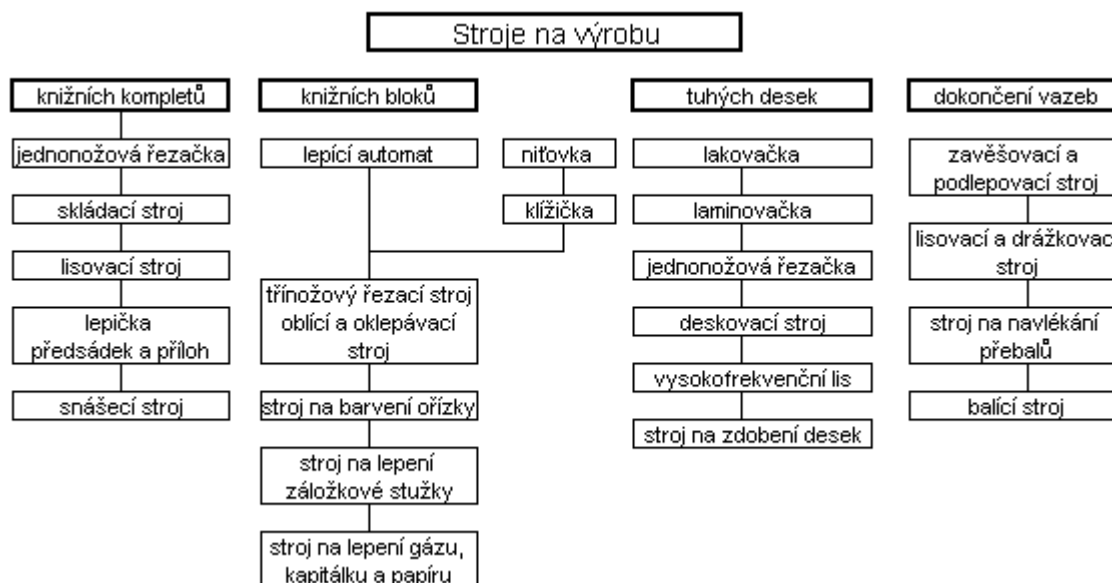 Stroje na výrobu
knižních kompletů
jednonožová řezačka
skládací stroj
lisovací stroj
lepička
předsádek a příloh
snášecí stroj
knižních bloků
lepící automat
niťovka
klížička
třínožový řezací stroj
oblící a oklepávací
stroj
stroj na barvení ořízky
stroj na lepení
záložkové stužky
stroj na lepení gázu,
kapitálku a papíru
tuhých desek
lakovačka
laminovačka
jednonožová řezačka
deskovací stroj
vysokofrekvenční lis
stroj na zdobení desek
dokončení vazeb
zavěšovací a
podlepovací stroj
lisovací a drážkovac
stroj
stroj na navlékání
přebalů
balící stroj